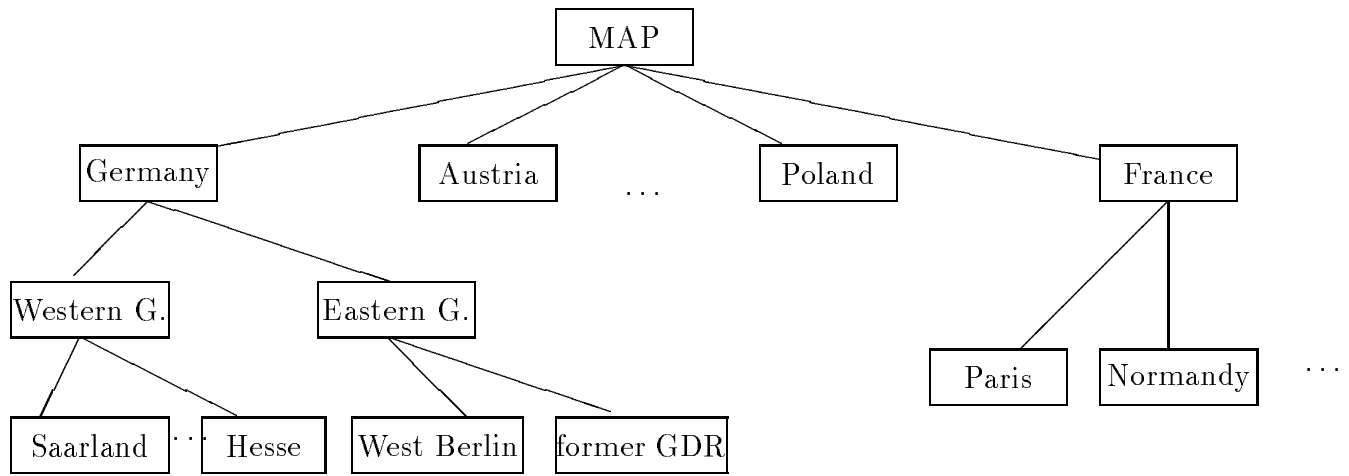 MAP
Germany
Austria
. . .
Poland
France
Western G.
Eastern G.
Paris
Normandy
. . .
Saarland
. . .
Hesse
West Berlin
former GDR